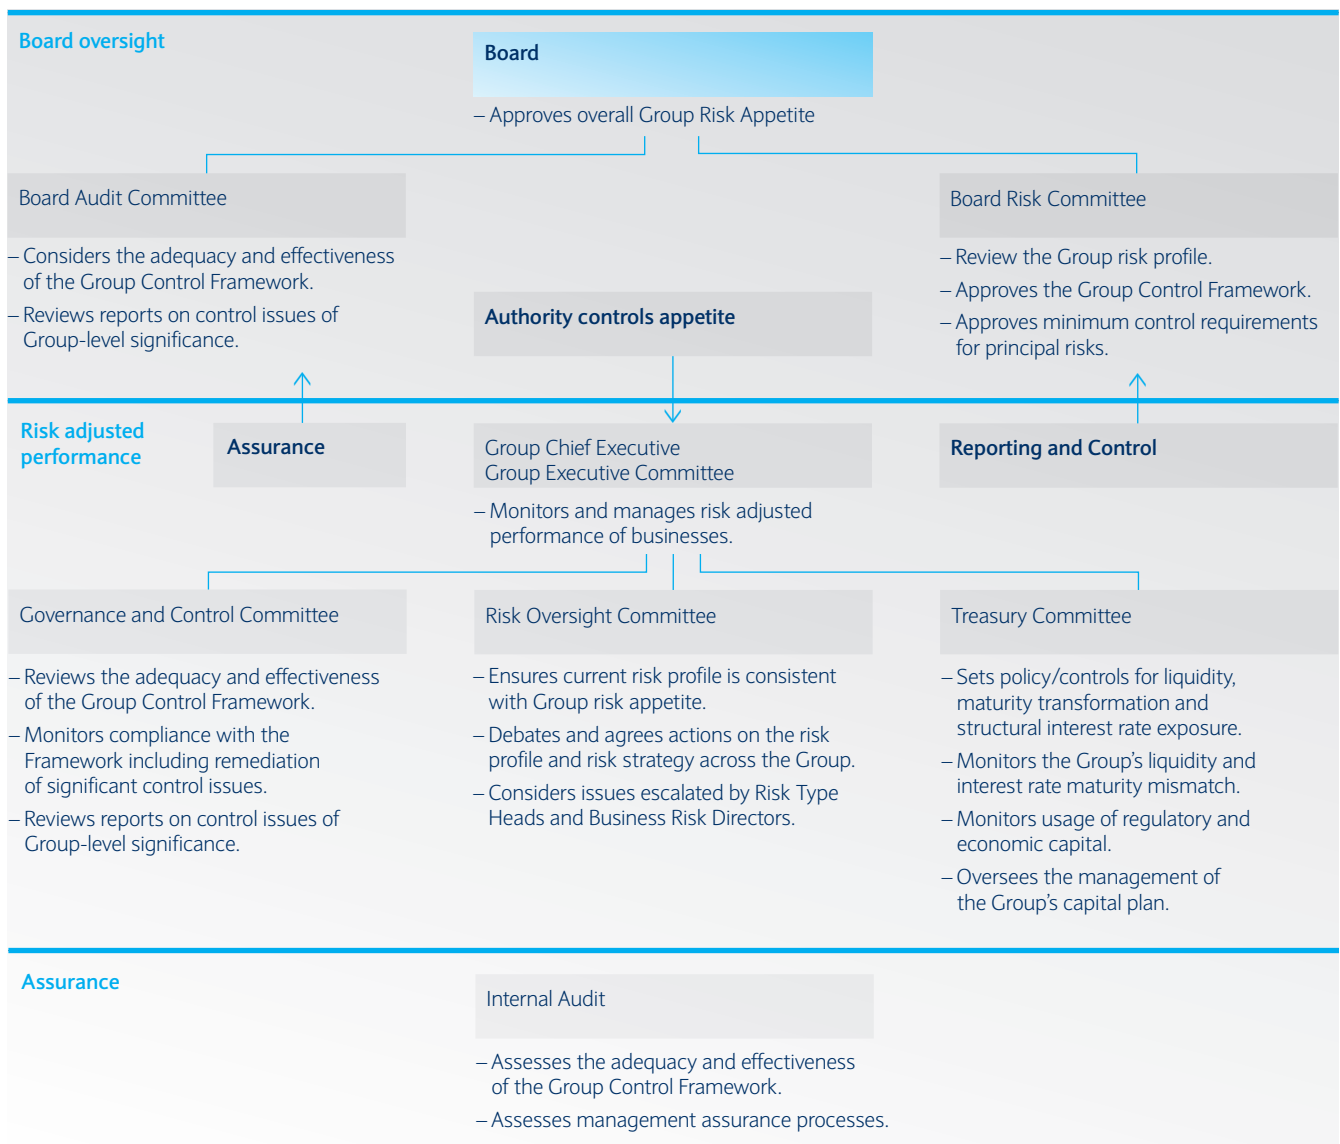 Board oversight
Board
– Approves overall Group Risk Appetite
Board Audit Committee
– Considers the adequacy and effectiveness
of the Group Control Framework.
– Reviews reports on control issues of
Group-level significance.
Authority controls appetite
Board Risk Committee
– Review the Group risk profile.
– Approves the Group Control Framework.
– Approves minimum control requirements
for principal risks.
Risk adjusted
performance
Assurance
Group Chief Executive
Group Executive Committee
– Monitors and manages risk adjusted
performance of businesses.
Reporting and Control
Governance and Control Committee
– Reviews the adequacy and effectiveness
of the Group Control Framework.
– Monitors compliance with the
Framework including remediation
of significant control issues.
– Reviews reports on control issues of
Group-level significance.
Risk Oversight Committee
– Ensures current risk profile is consistent
with Group risk appetite.
– Debates and agrees actions on the risk
profile and risk strategy across the Group.
– Considers issues escalated by Risk Type
Heads and Business Risk Directors.
Treasury Committee
– Sets policy/controls for liquidity,
maturity transformation and
structural interest rate exposure.
– Monitors the Group’s liquidity and
interest rate maturity mismatch.
– Monitors usage of regulatory and
economic capital.
– Oversees the management of
the Group’s capital plan.
Assurance
Internal Audit
– Assesses the adequacy and effectiveness
of the Group Control Framework.
– Assesses management assurance processes.